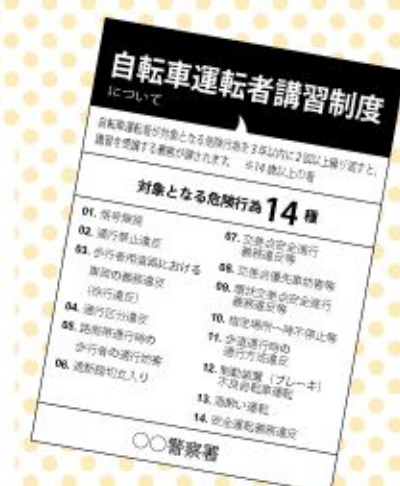 自転車運転者講習制度
について
自転車運転者が対象となる危険行為を3年以内に2回以上繰り返すと、
講習を受講する義務が課されます。 ※14歳以上の者
対象となる危険行為14種
01. 信号無視
02. 通行禁止違反
03. 歩行者用道路における
車両の義務違反
（徐行違反）
04. 通行区分違反
05. 路側帯通行時の
歩行者の通行妨害
06. 遮断踏切立入り
07. 交差点安全進行
義務違反等
08. 交差点優先車妨害等
09. 環状交差点安全進行
義務違反等
10. 指定場所一時不停止等
11. 歩道通行時の
通行方法違反
12. 制動装置（ブレーキ）
不良自転車運転
13. 酒酔い運転
14. 安全運転義務違反
〇〇警察署